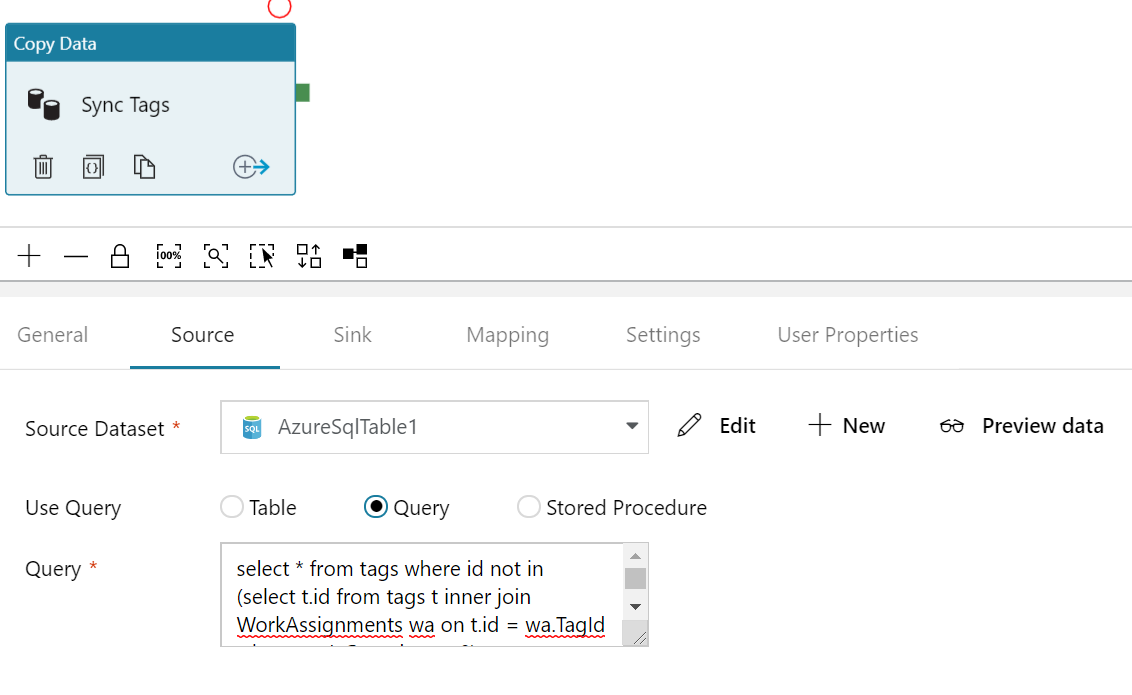 Copy Data
Sync Tags
100%
General Source Sink Mapping Settings User Properties
Source Dataset * SQL AzureSqlTable1 Edit New Preview data
Use Query Table Query Stored Procedure
Query * select * from tags where id not in
(select t.id from tags t inner join
WorkAssignments wa on t.id = wa.TagId